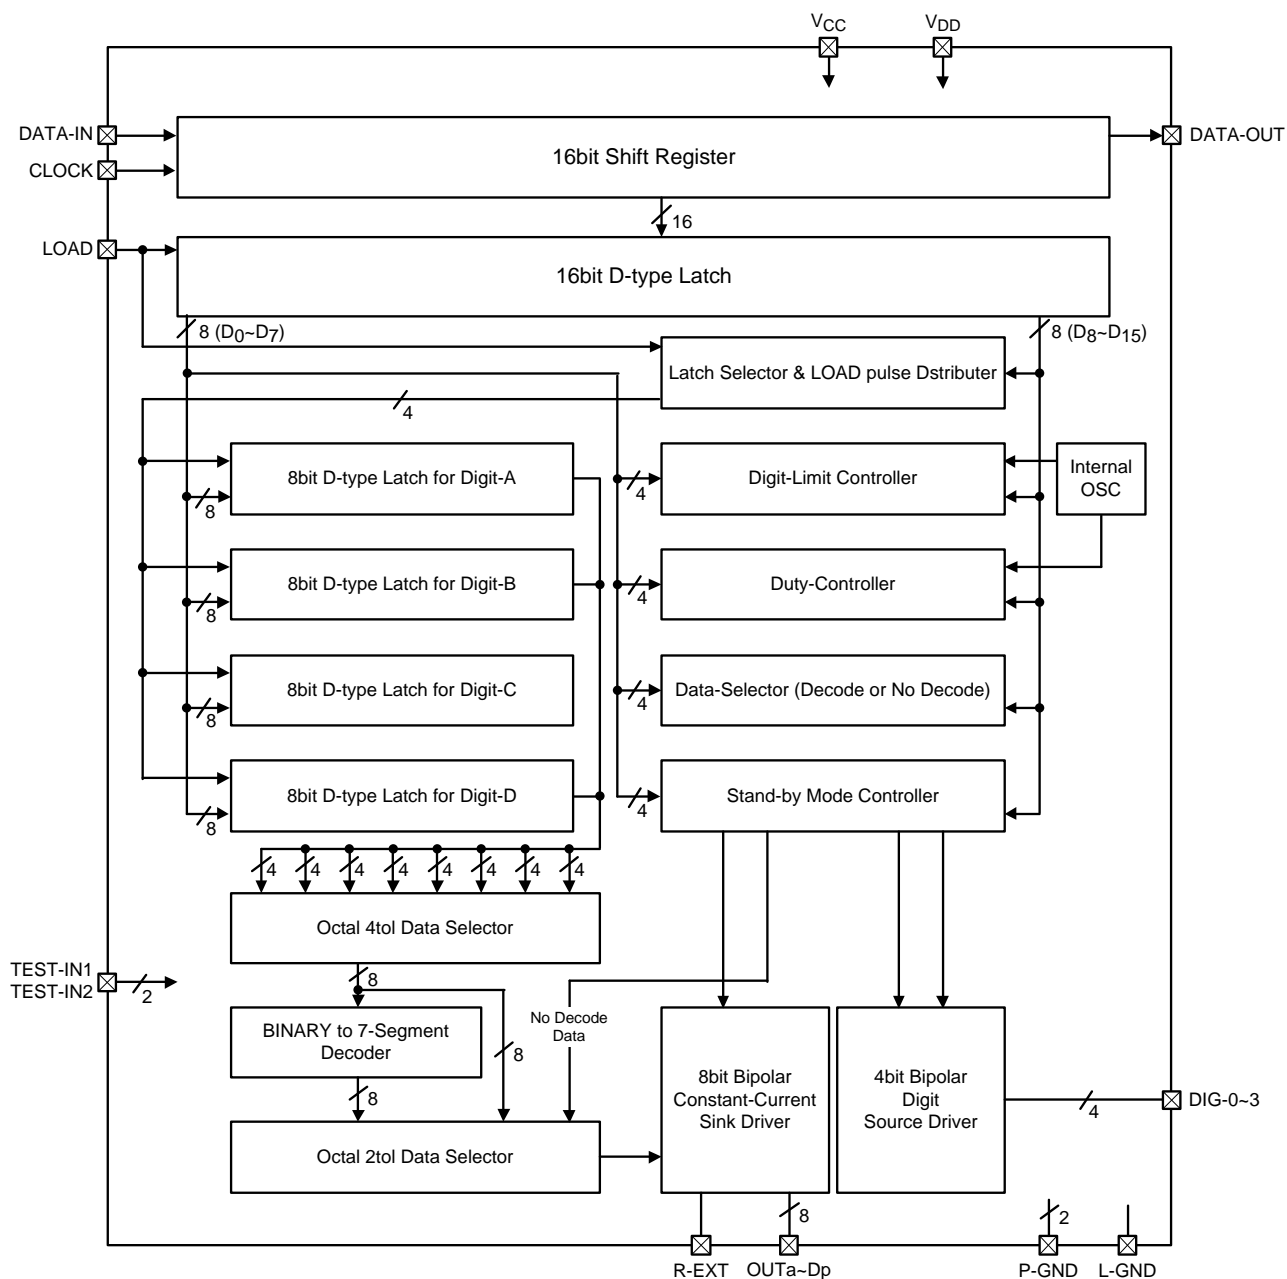 VCC
VDD
DATA-IN
DATA-OUT
16bit Shift Register
CLOCK
16
LOAD
16bit D-type Latch
8 (D0~D7)
8 (D8~D15)
Latch Selector & LOAD pulse Dstributer
4
8bit D-type Latch for Digit-A
8
4
Digit-Limit Controller
Internal
OSC
8bit D-type Latch for Digit-B
8
4
Duty-Controller
8bit D-type Latch for Digit-C
8
4
Data-Selector (Decode or No Decode)
8bit D-type Latch for Digit-D
8
4
Stand-by Mode Controller
4 4 4 4 4 4 4 4
Octal 4tol Data Selector
TEST-IN1
TEST-IN2
2
8
BINARY to 7-Segment
Decoder
8
No Decode
Data
8
8bit Bipolar
Constant-Current
Sink Driver
4bit Bipolar
Digit
Source Driver
4
DIG-0~3
Octal 2tol Data Selector
8
2
R-EXT
OUTa~Dp
P-GND
L-GND